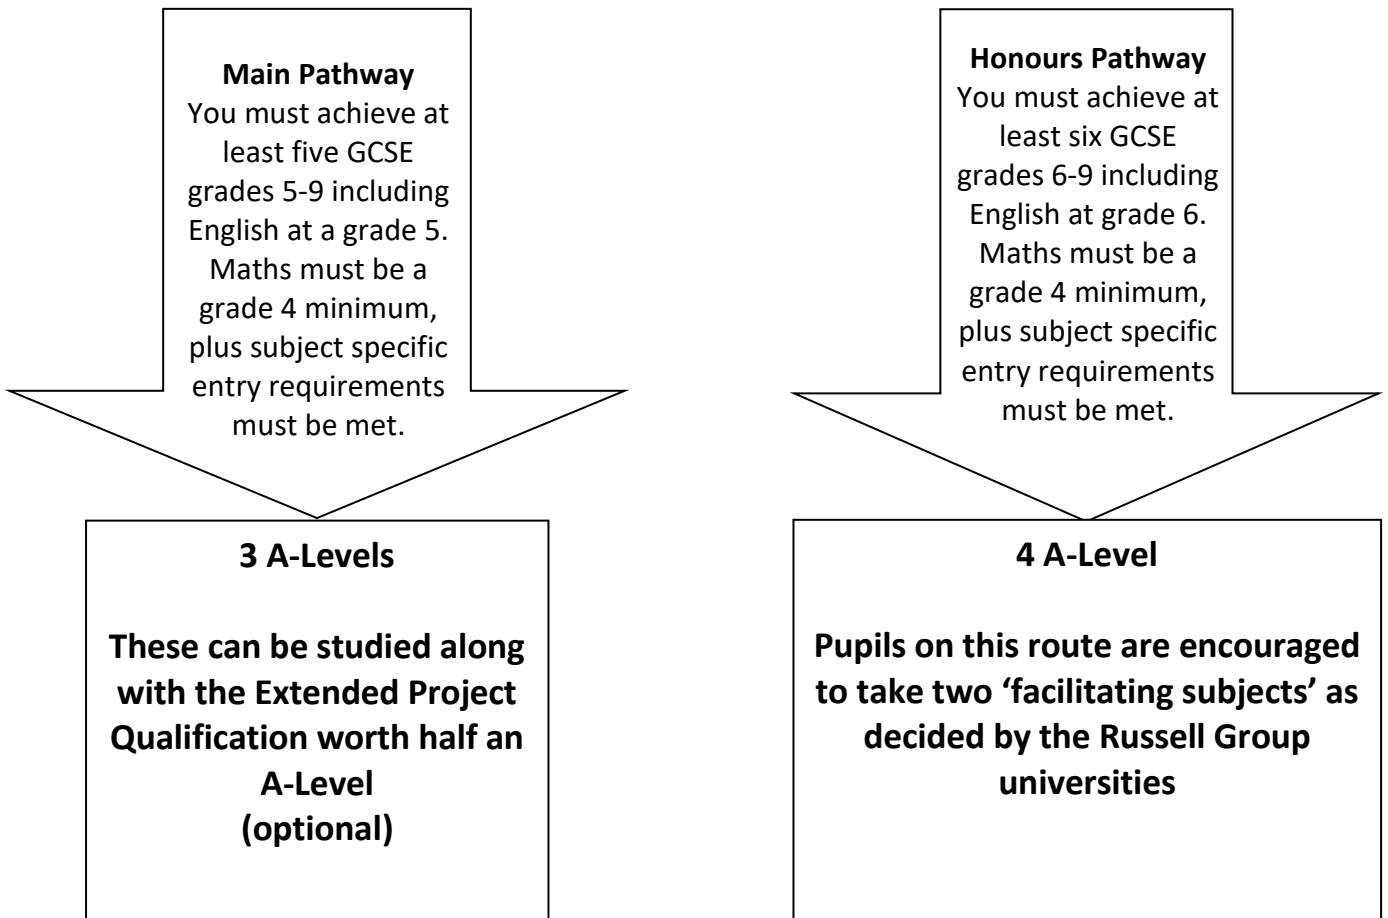 Main Pathway
You must achieve at
least five GCSE
grades 5-9 including
English at a grade 5.
Maths must be a
grade 4 minimum,
plus subject specific
entry requirements
must be met.
3 A-Levels
These can be studied along
with the Extended Project
Qualification worth half an
A-Level
(optional)
Honours Pathway
You must achieve at
least six GCSE
grades 6-9 including
English at grade 6.
Maths must be a
grade 4 minimum,
plus subject specific
entry requirements
must be met.
4 A-Level
Pupils on this route are encouraged
to take two ‘facilitating subjects’ as
decided by the Russell Group
universities